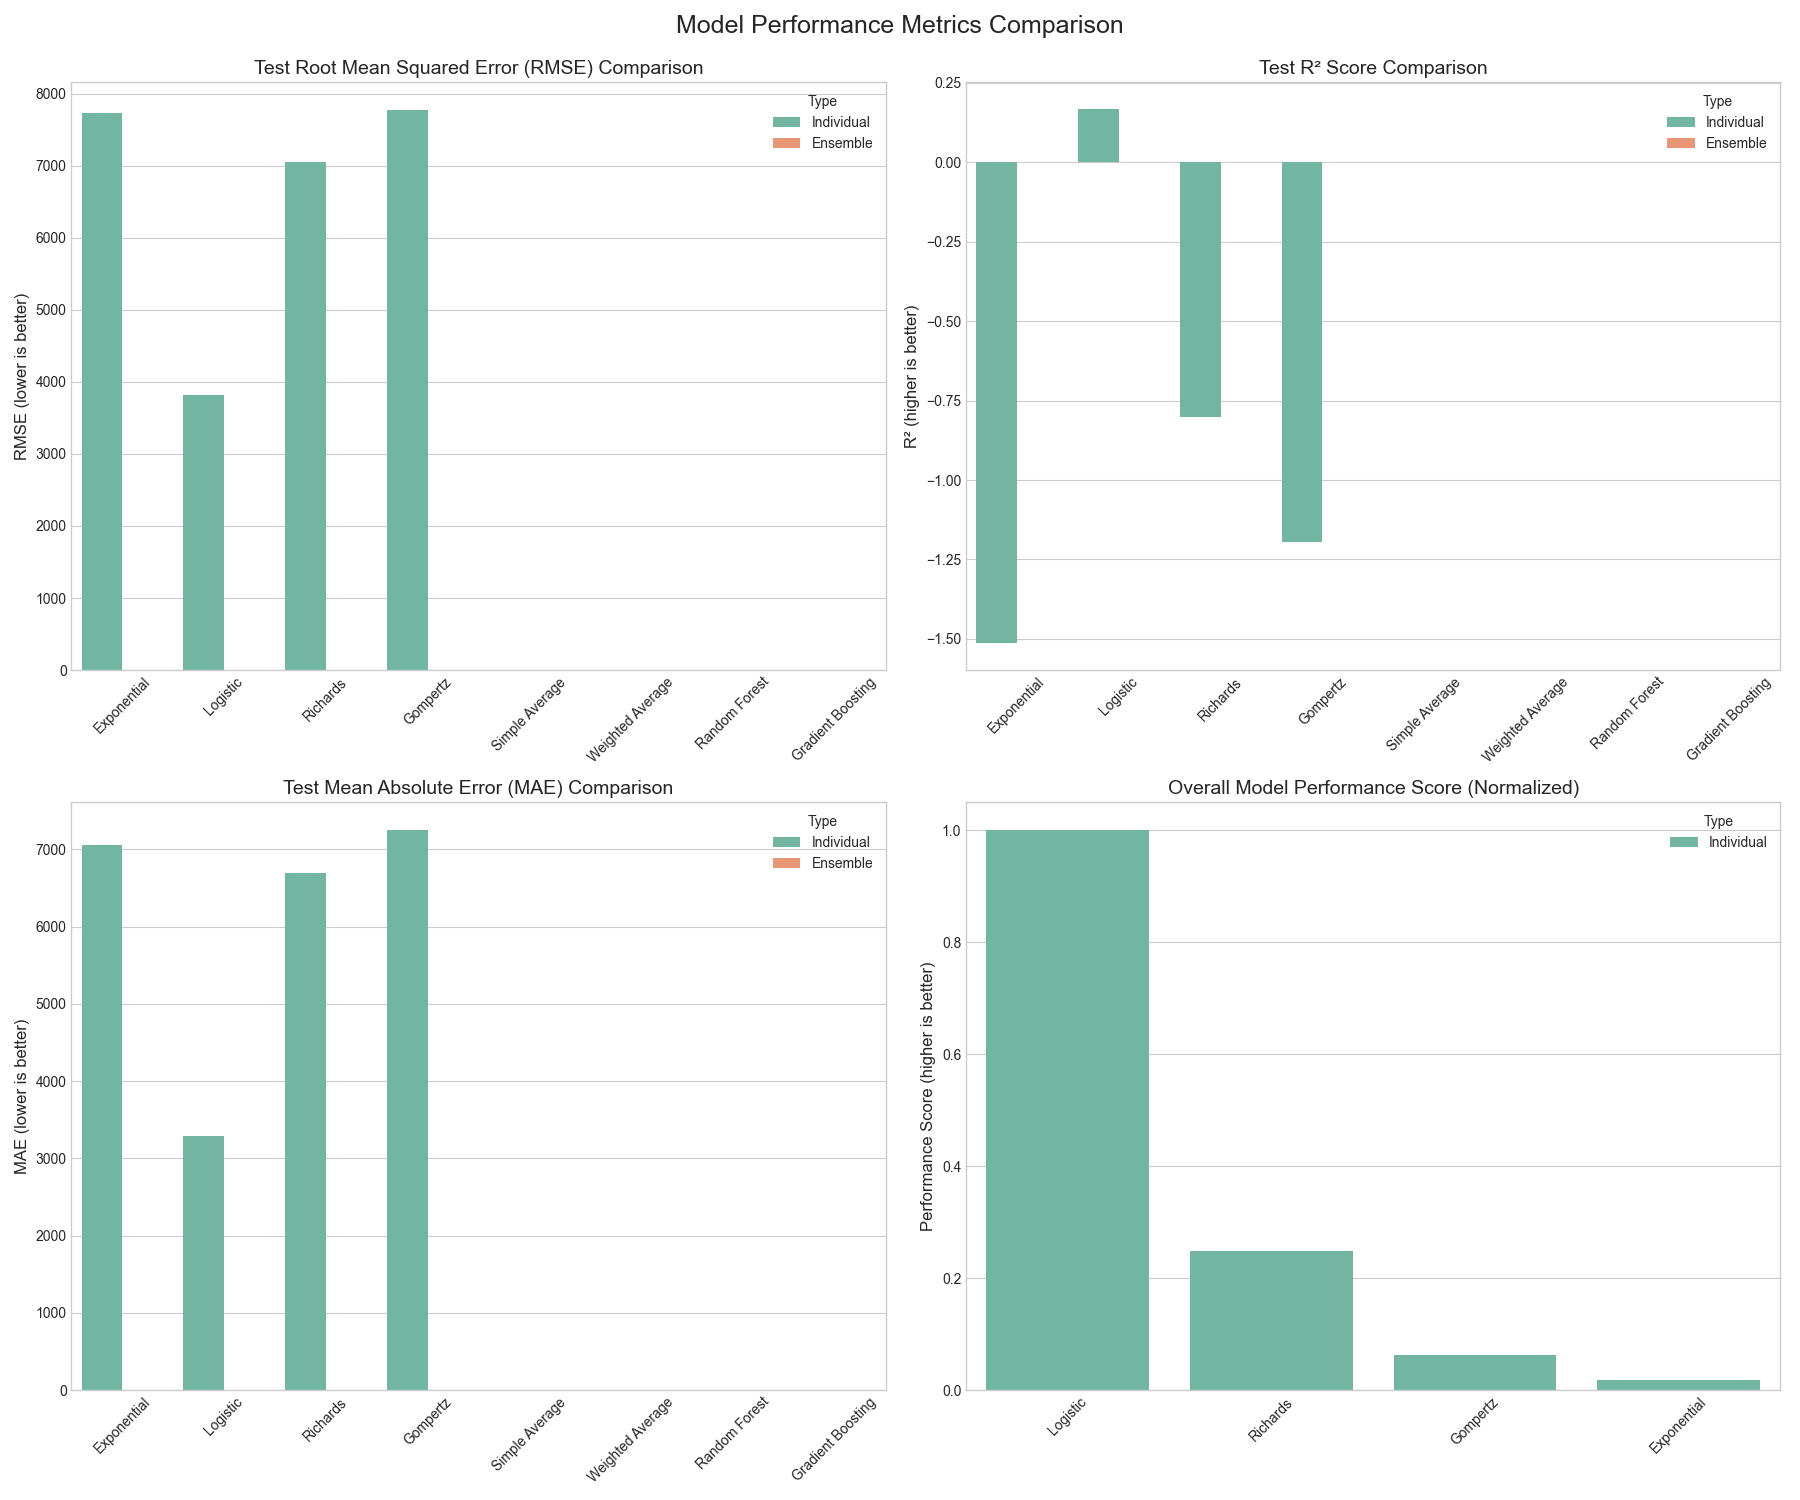 Model Performance Metrics Comparison
Test Root Mean Squared Error (RMSE) Comparison
RMSE (lower is better)
8000
7000
6000
5000
4000
3000
2000
1000
0
Type
Individual
Ensemble
Exponential
Logistic
Richards
Gompertz
Simple Average
Weighted Average
Random Forest
Gradient Boosting
Test R² Score Comparison
R² (higher is better)
0.25
0.00
−0.25
−0.50
−0.75
−1.00
−1.25
−1.50
Type
Individual
Ensemble
Exponential
Logistic
Richards
Gompertz
Simple Average
Weighted Average
Random Forest
Gradient Boosting
Test Mean Absolute Error (MAE) Comparison
MAE (lower is better)
7000
6000
5000
4000
3000
2000
1000
0
Type
Individual
Ensemble
Exponential
Logistic
Richards
Gompertz
Simple Average
Weighted Average
Random Forest
Gradient Boosting
Overall Model Performance Score (Normalized)
Performance Score (higher is better)
1.0
0.8
0.6
0.4
0.2
0.0
Type
Individual
Logistic
Richards
Gompertz
Exponential